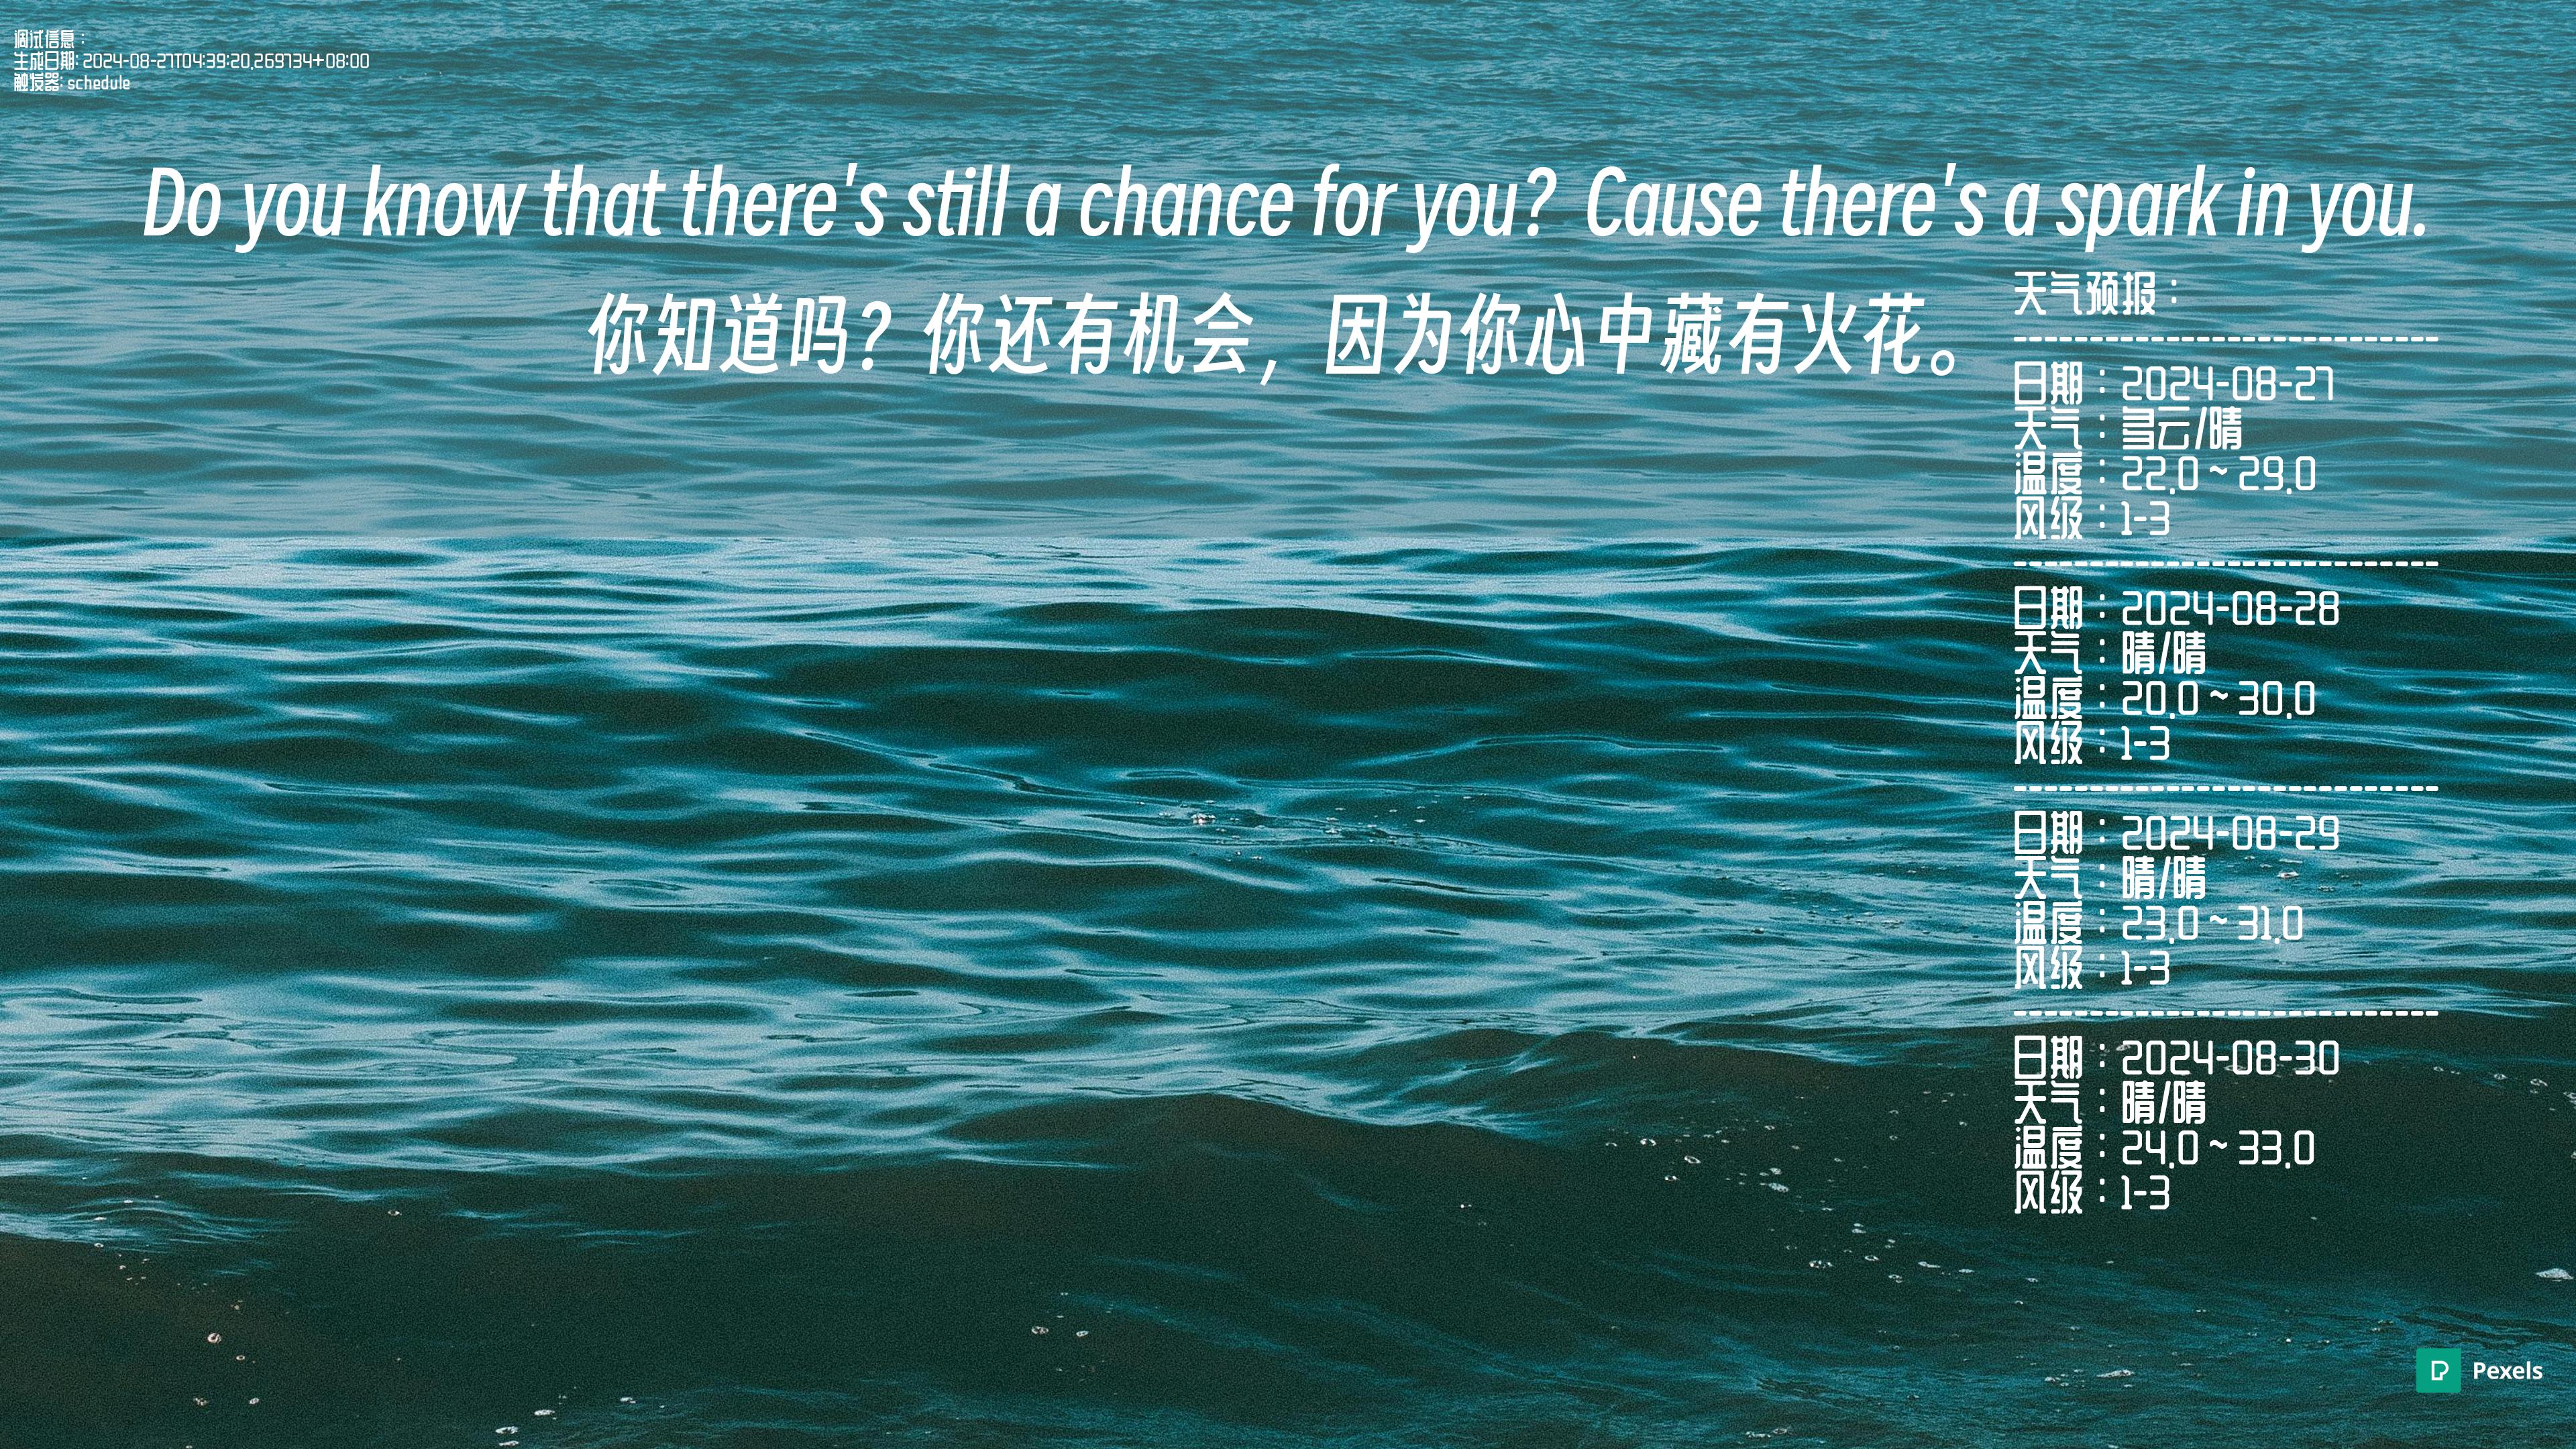 调试信息：
生成日期: 2024-08-27T04:39:20.269734+08:00
触发器: schedule
Do you know that there's still a chance for you? Cause there's a spark in you.
你知道吗？你还有机会，因为你心中藏有火花。
天气预报：
------------------------------
日期：2024-08-27
天气：多云/晴
温度：22.0 ~ 29.0
风级：1-3
------------------------------
日期：2024-08-28
天气：晴/晴
温度：20.0 ~ 30.0
风级：1-3
------------------------------
日期：2024-08-29
天气：晴/晴
温度：23.0 ~ 31.0
风级：1-3
------------------------------
日期：2024-08-30
天气：晴/晴
温度：24.0 ~ 33.0
风级：1-3
Pexels